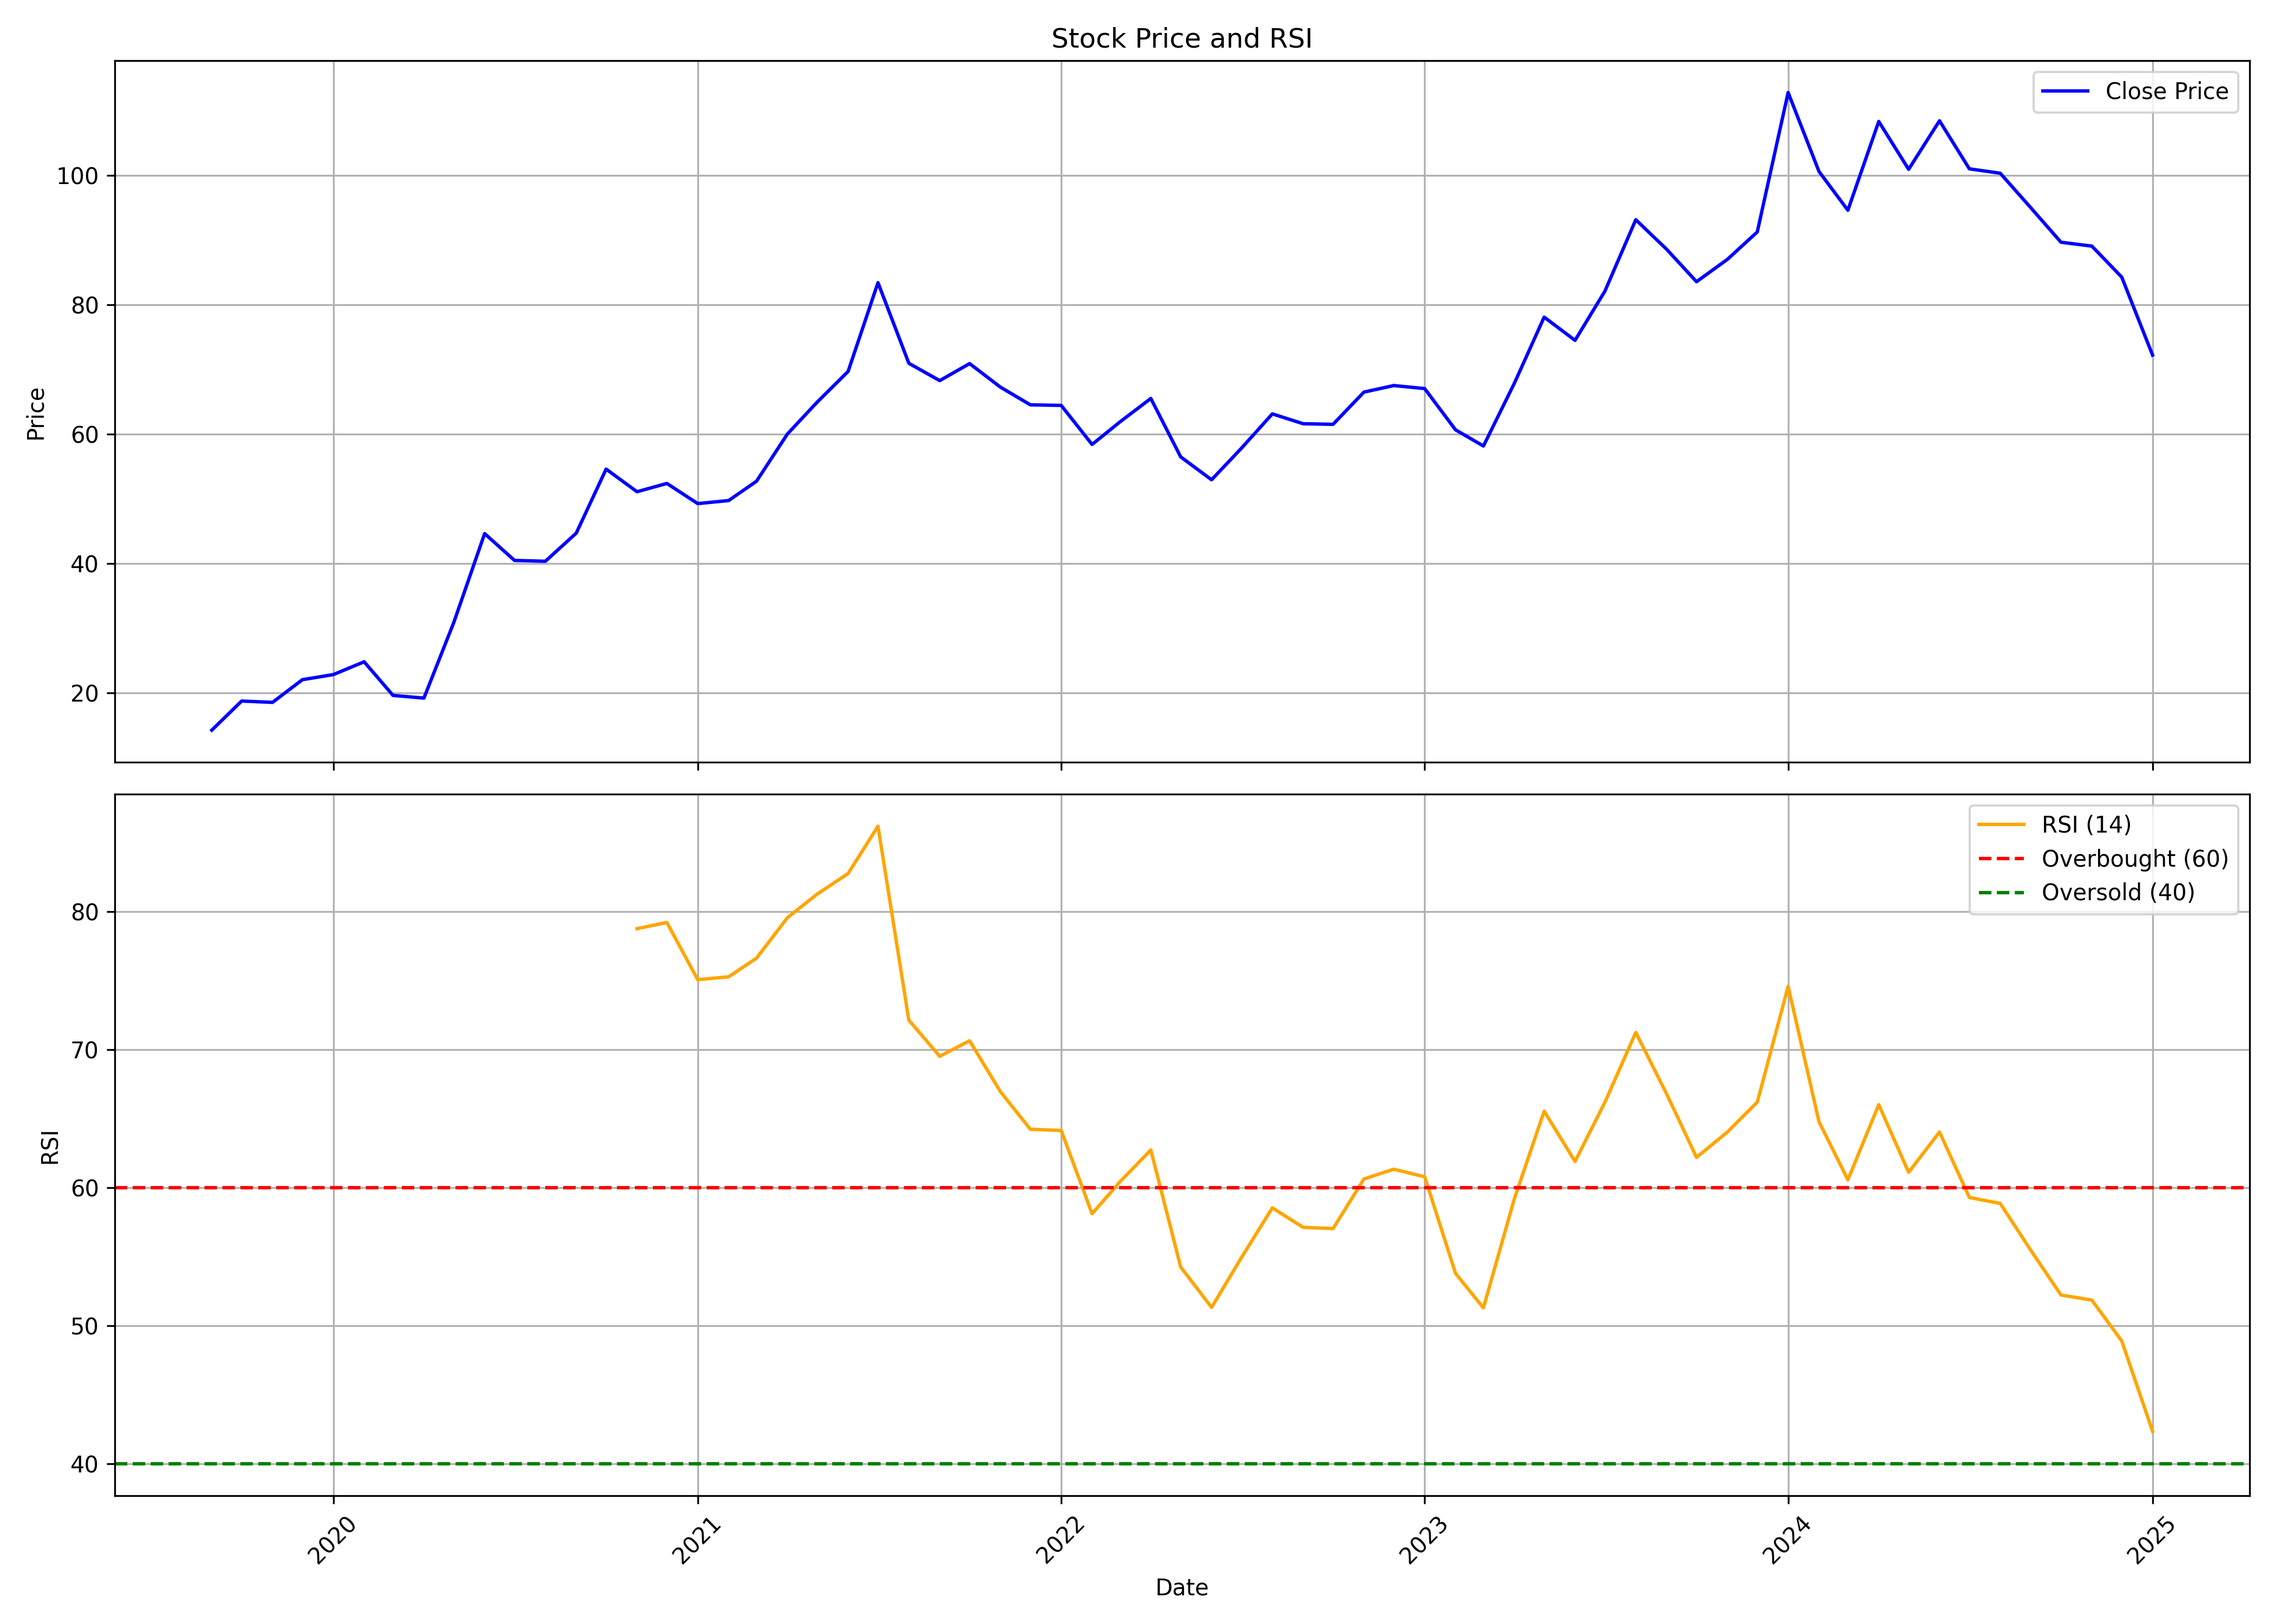 Stock Price and RSI
Close Price
Price
100
80
60
40
20
RSI (14)
Overbought (60)
Oversold (40)
RSI
80
70
60
50
40
2020
2021
2022
2023
2024
2025
Date